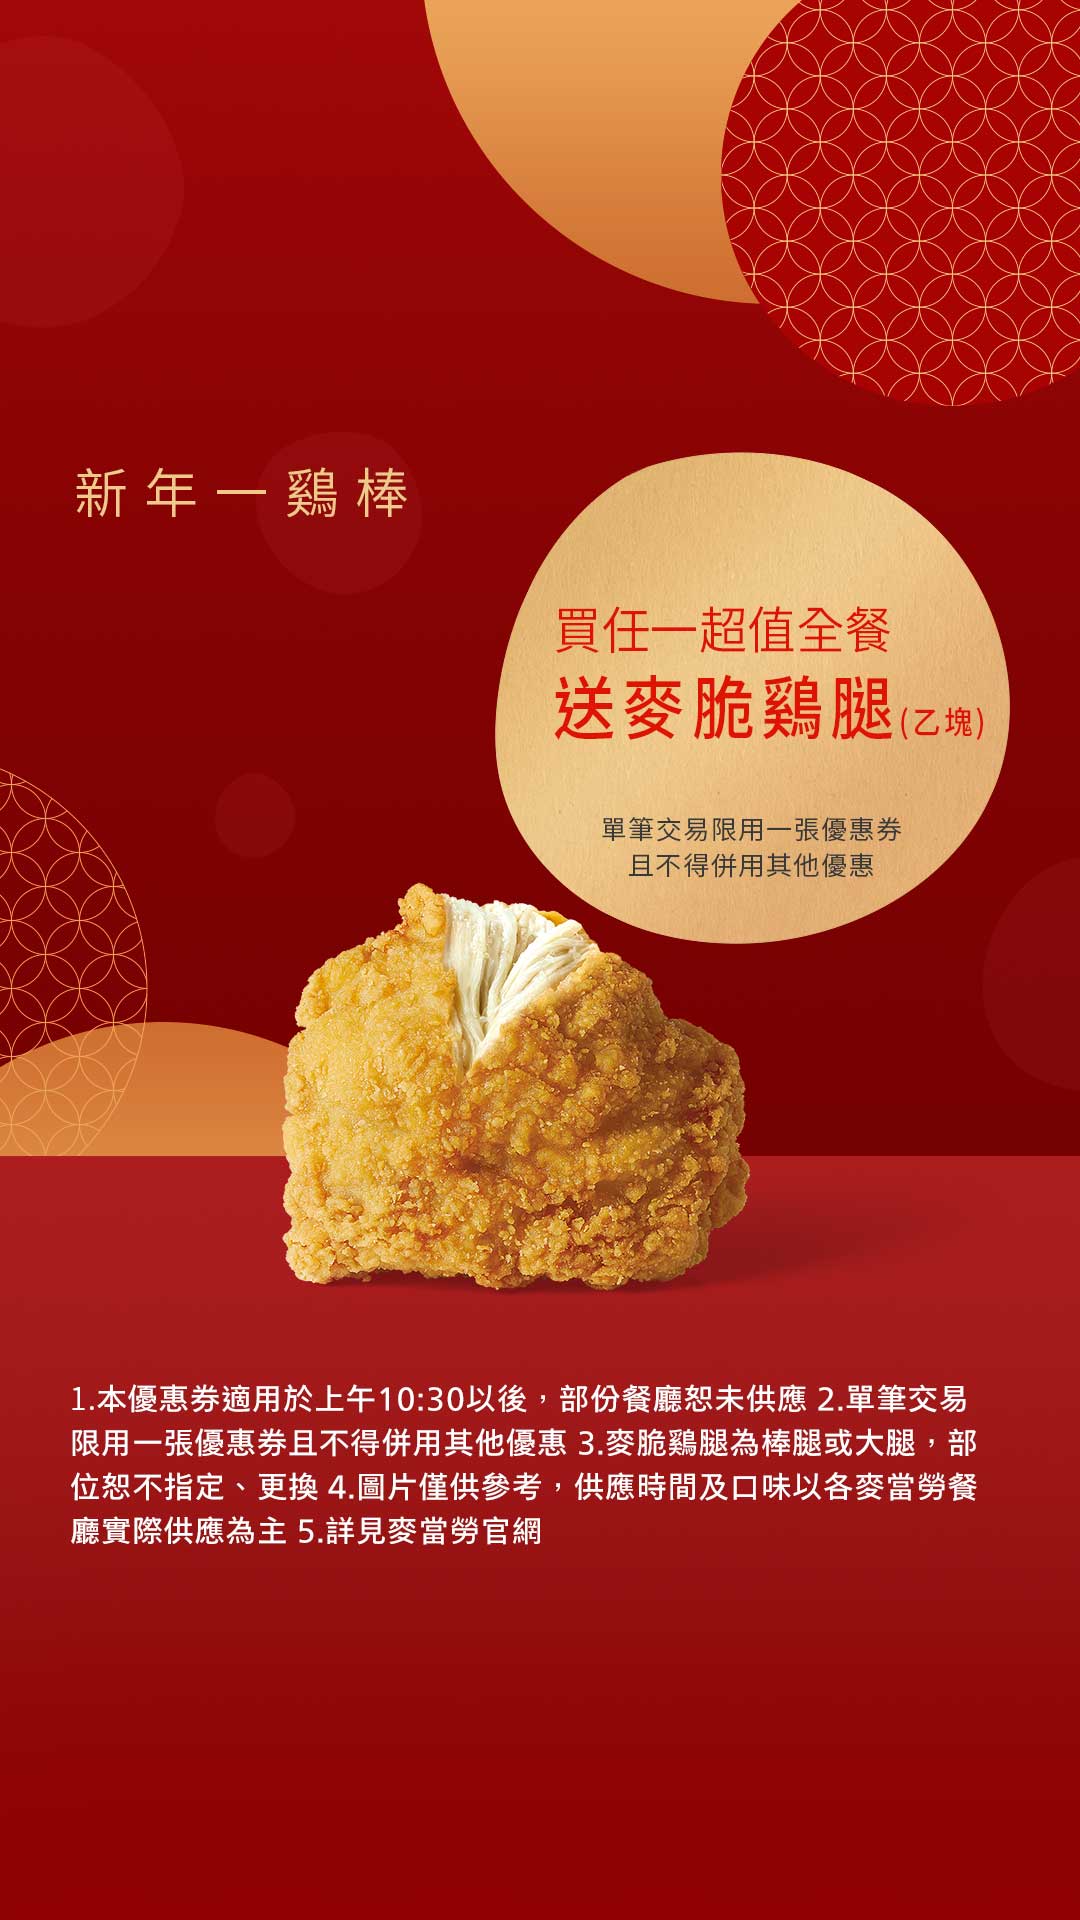 新年一鷄棒
買任一超值全餐
送麥脆鷄腿(乙塊)
單筆交易限用一張優惠券
且不得併用其他優惠
1.本優惠券適用於上午10:30以後，部份餐廳恕未供應 2.單筆交易
限用一張優惠券且不得併用其他優惠 3.麥脆鷄腿為棒腿或大腿，部
位恕不指定、更換 4.圖片僅供參考，供應時間及口味以各麥當勞餐
廳實際供應為主 5.詳見麥當勞官網